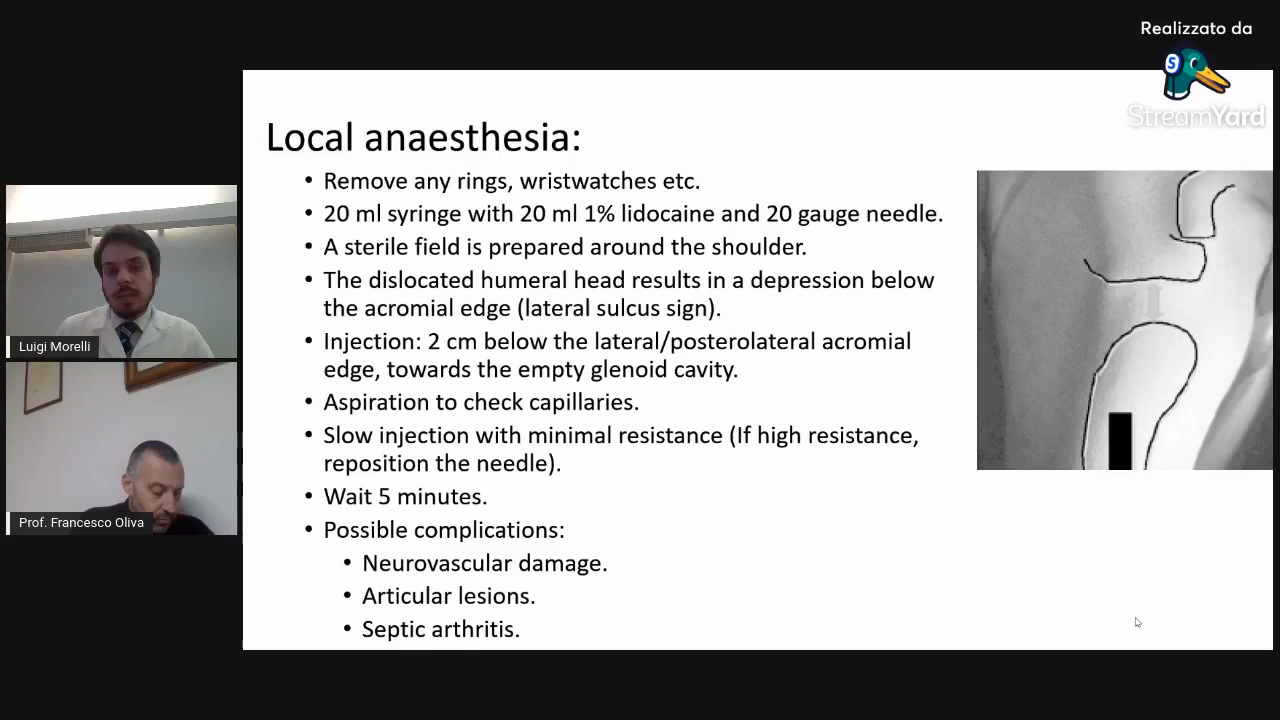 Realizzato da
S
StreamYard
Local anaesthesia:
• Remove any rings, wristwatches etc.
• 20 ml syringe with 20 ml 1% lidocaine and 20 gauge needle.
• A sterile field is prepared around the shoulder.
• The dislocated humeral head results in a depression below
the acromial edge (lateral sulcus sign).
• Injection: 2 cm below the lateral/posterolateral acromial
edge, towards the empty glenoid cavity.
• Aspiration to check capillaries.
• Slow injection with minimal resistance (If high resistance,
reposition the needle).
• Wait 5 minutes.
• Possible complications:
• Neurovascular damage.
• Articular lesions.
• Septic arthritis.
Luigi Morelli
Prof. Francesco Oliva